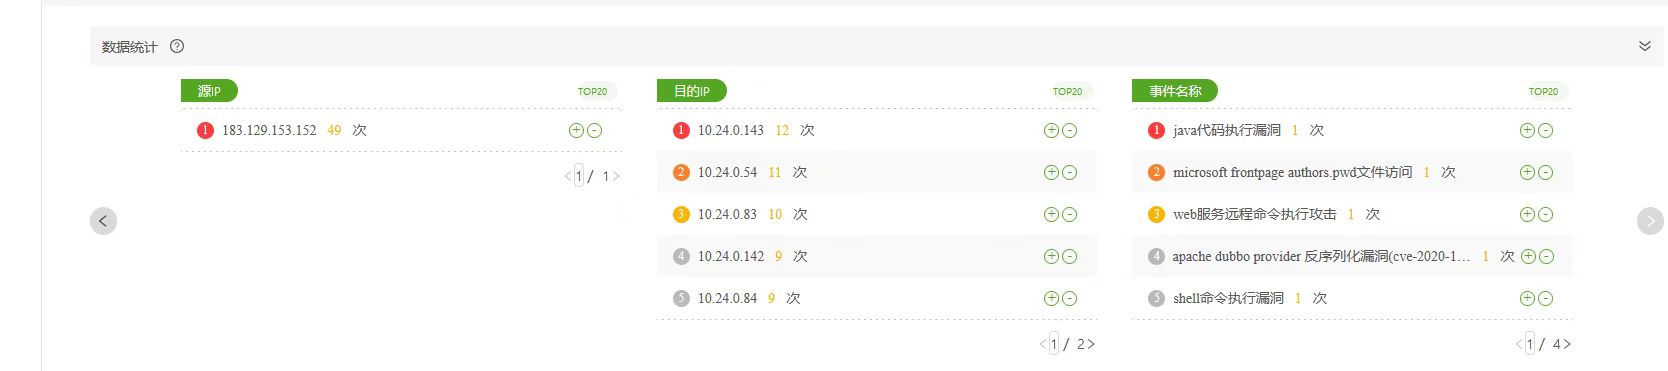 数据统计 ?
源IP TOP20
1 183.129.153.152 49 次 + -
< 1 / 1 >
目的IP TOP20
1 10.24.0.143 12 次 + -
2 10.24.0.54 11 次 + -
3 10.24.0.83 10 次 + -
4 10.24.0.142 9 次 + -
5 10.24.0.84 9 次 + -
< 1 / 2 >
事件名称 TOP20
1 java代码执行漏洞 1 次 + -
2 microsoft frontpage authors.pwd文件访问 1 次 + -
3 web服务远程命令执行攻击 1 次 + -
4 apache dubbo provider 反序列化漏洞(cve-2020-1... 1 次 + -
5 shell命令执行漏洞 1 次 + -
< 1 / 4 >